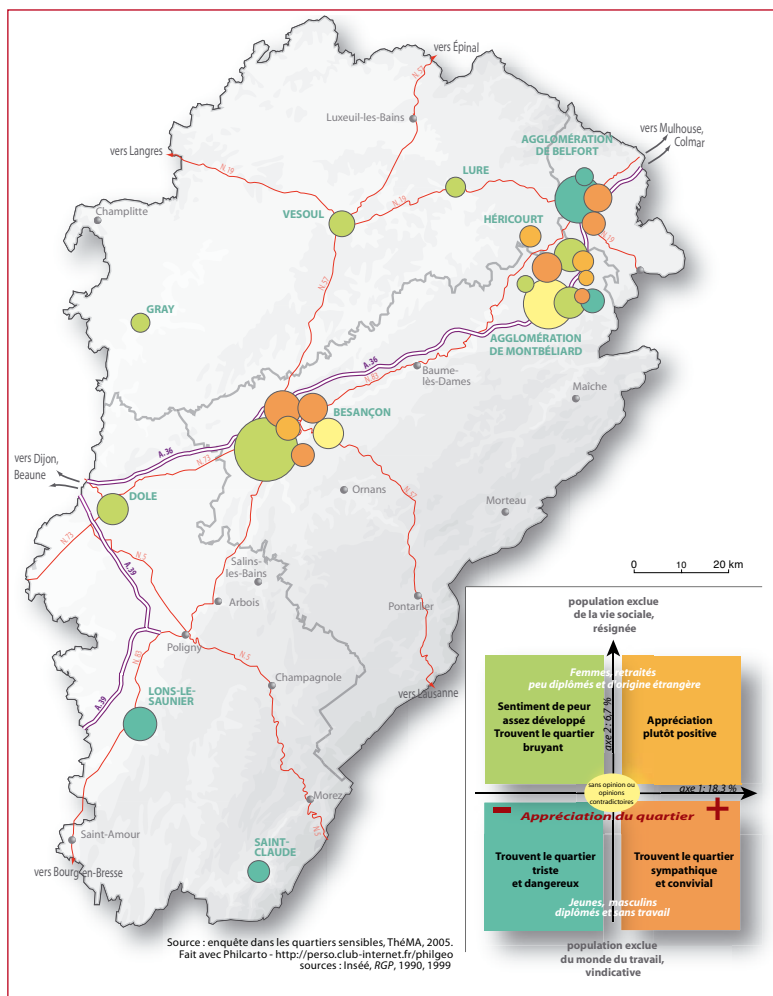 vers Épinal
N.57
Luxeuil-les-Bains
vers Langres
N.19
AGGLOMÉRATION
DE BELFORT
vers Mulhouse,
Colmar
LURE
N.19
Champlitte
VESOUL
HÉRICOURT
N.19
N.57
GRAY
AGGLOMÉRATION
DE MONTBÉLIARD
A.36
N.83
Baume-
lès-Dames
Maîche
BESANÇON
vers Dijon,
Beaune
A.36
N.73
DOLE
Ornans
N.57
Morteau
N.73
N.5
A.39
Salins-
les-Bains
Arbois
Pontarlier
Poligny
N.83
N.5
Champagnole
vers Lausanne
A.39
LONS-LE-
SAUNIER
Morez
N.5
Saint-Amour
SAINT-
CLAUDE
vers Bourg-en-Bresse
0 10 20 km
population exclue
de la vie sociale,
résignée
Femmes, retraités
peu diplômés et d'origine étrangère
Sentiment de peur
assez développé
Trouvent le quartier
bruyant
axe 2 : 6,7 %
Appréciation
plutôt positive
sans opinion ou
opinions
contradictoires
axe 1: 18.3 %
- Appréciation du quartier +
Trouvent le quartier
triste
et dangereux
Trouvent le quartier
sympathique
et convivial
Jeunes, masculins
diplômés et sans travail
population exclue
du monde du travail,
vindicative
Source : enquête dans les quartiers sensibles, ThéMA, 2005.
Fait avec Philcarto - http://perso.club-internet.fr/philgeo
sources : Inséé, RGP, 1990, 1999